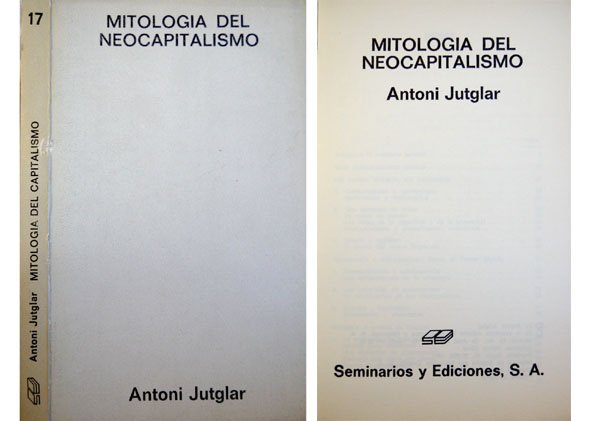 17
Antoni Jutglar MITOLOGIA DEL CAPITALISMO
MITOLOGIA DEL
NEOCAPITALISMO
Antoni Jutglar
MITOLOGIA DEL
NEOCAPITALISMO
Antoni Jutglar
Seminarios y Ediciones, S. A.